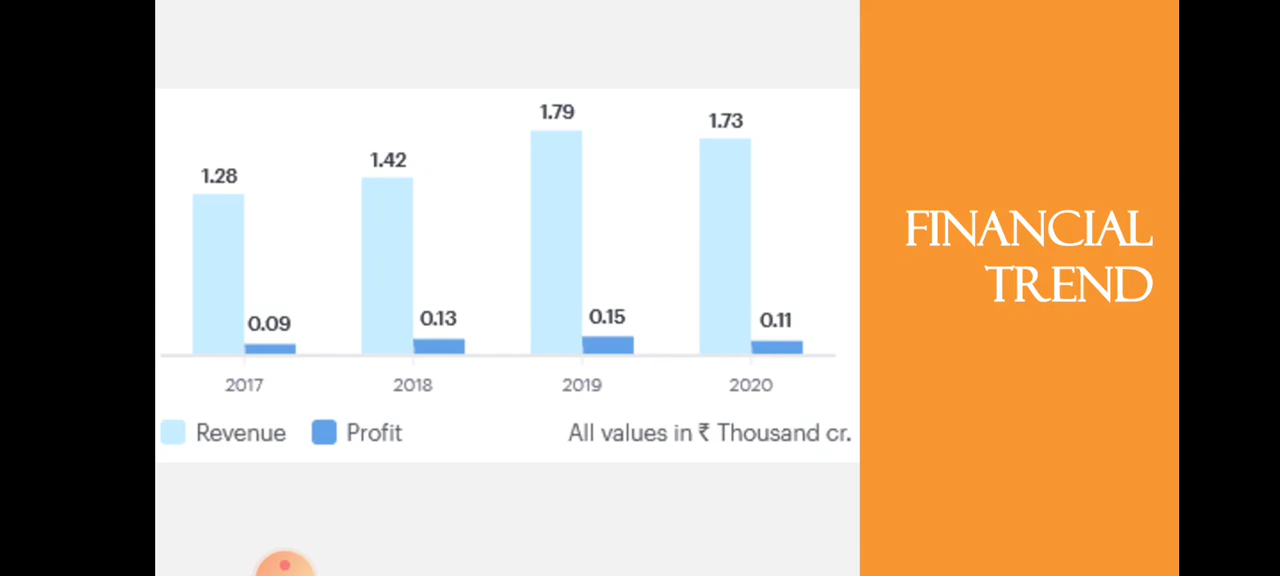 1.28
0.09
1.42
0.13
1.79
0.15
1.73
0.11
2017 2018 2019 2020
Revenue Profit All values in ₹ Thousand cr.
FINANCIAL
TREND